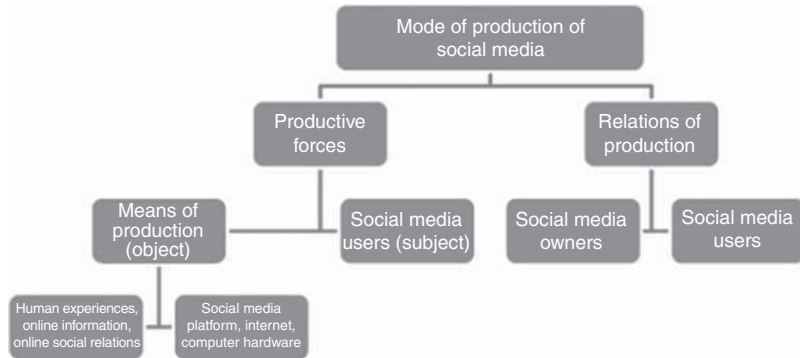 Mode of production of
social media
Productive
forces
Relations of
production
Means of
production
(object)
Social media
users (subject)
Social media
owners
Social media
users
Human experiences,
online information,
online social relations
Social media
platform, internet,
computer hardware